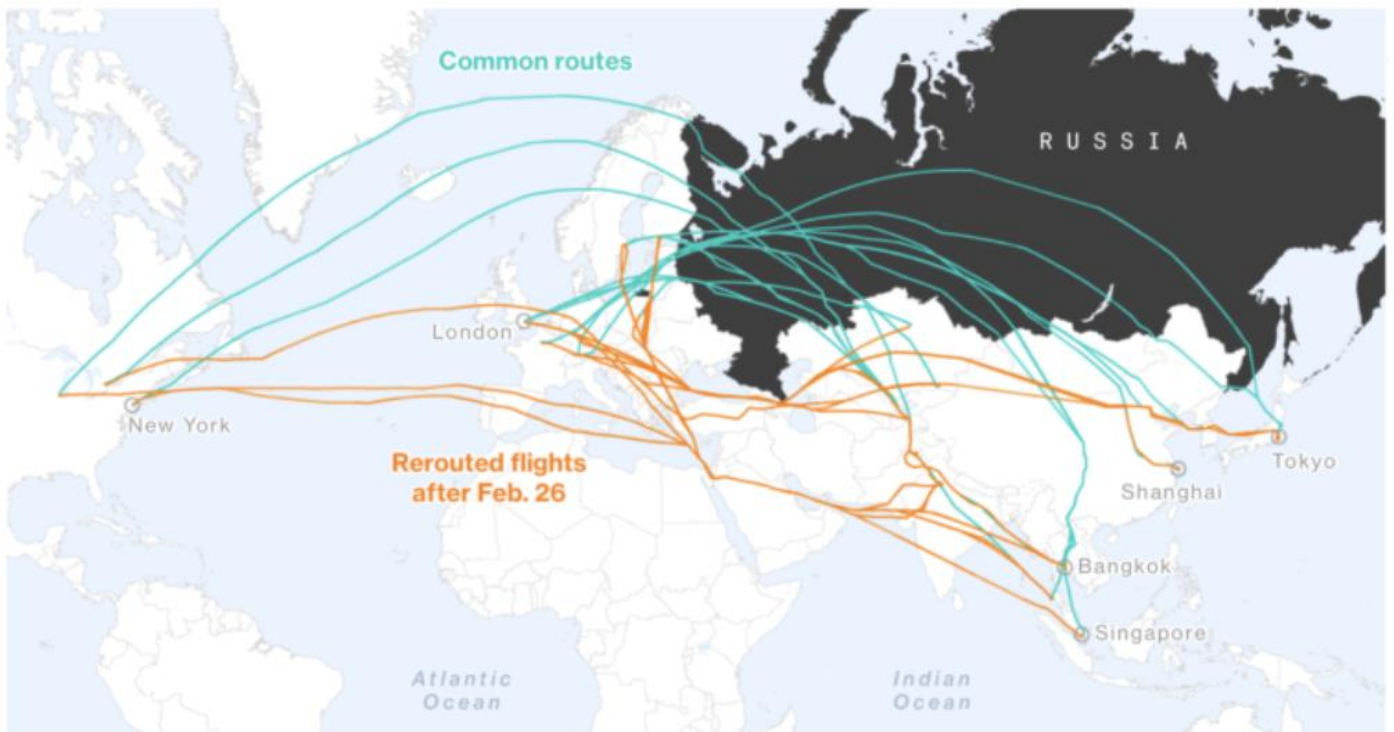 Common routes
RUSSIA
London
New York
Rerouted flights
after Feb. 26
Tokyo
Shanghai
Bangkok
Singapore
Atlantic
Ocean
Indian
Ocean